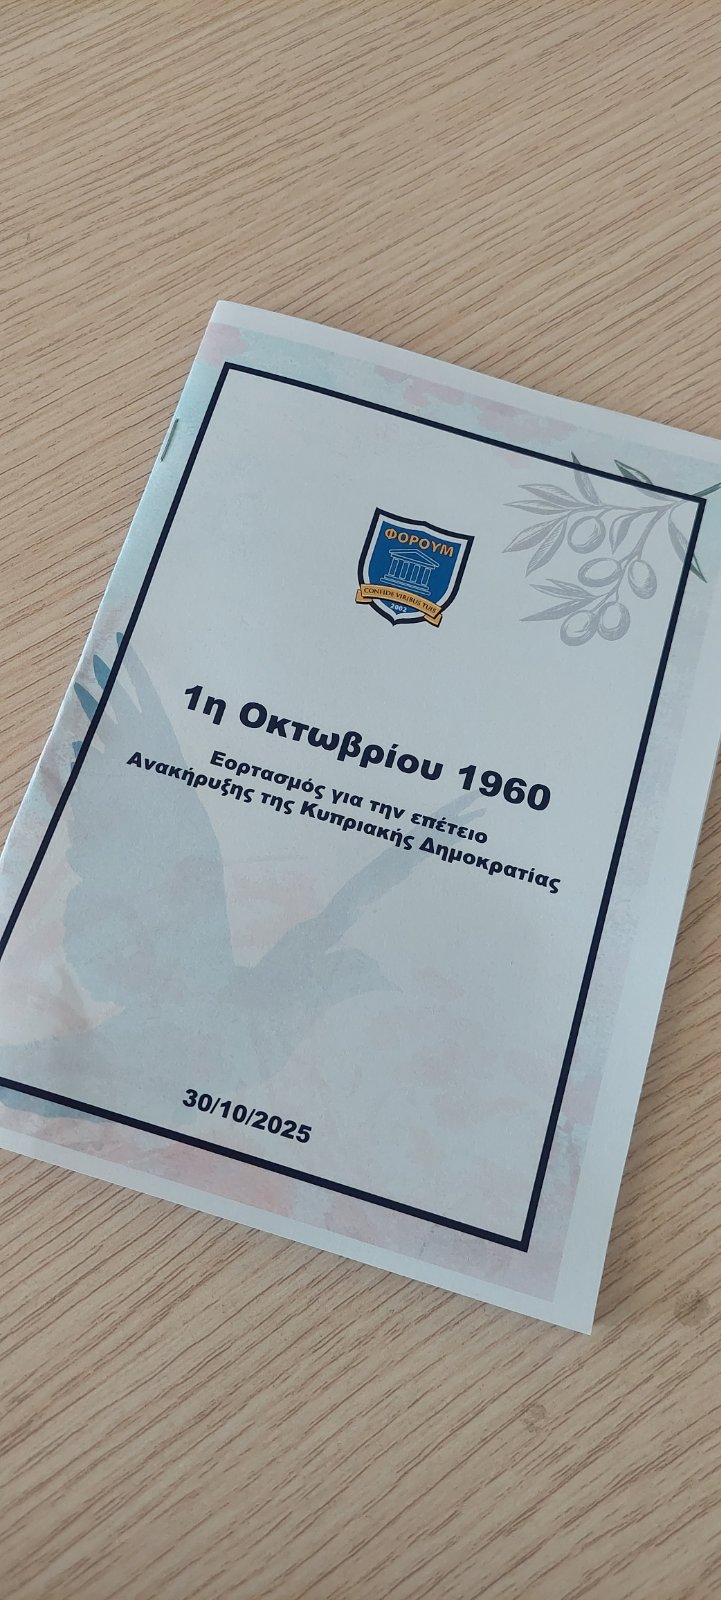 ΦΟΡΟΥΜ
CONFIDE VIRIBUS TUIS
2002
1η Οκτωβρίου 1960
Εορτασμός για την επέτειο
Ανακήρυξης της Κυπριακής Δημοκρατίας
30/10/2025